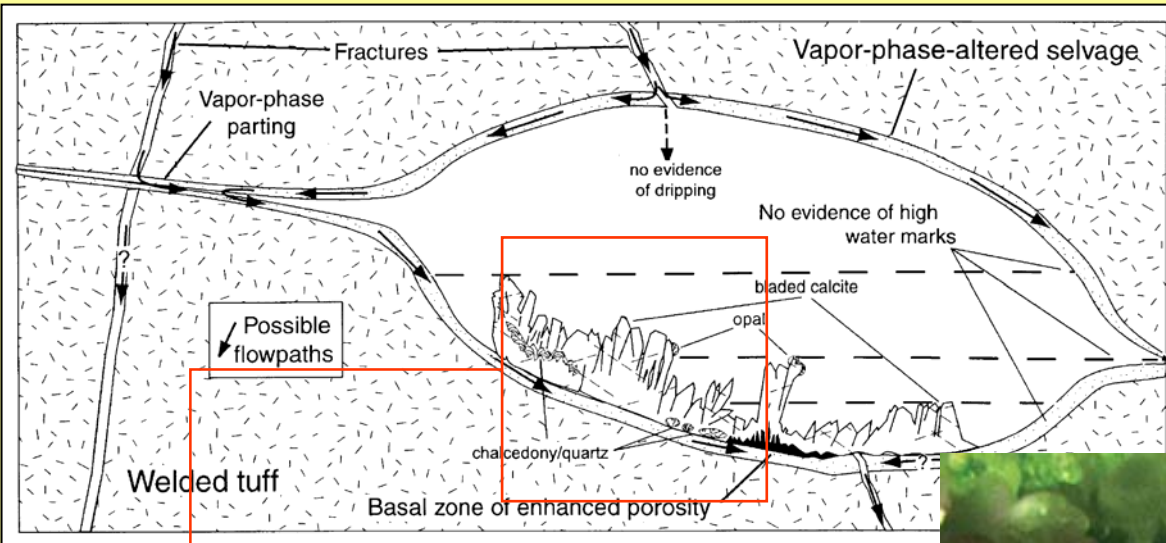 Fractures
Vapor-phase-altered selvage
Vapor-phase
parting
no evidence
of dripping
No evidence of high
water marks
?
bladed calcite
opal
Possible
flowpaths
chalcedony/quartz
?
Welded tuff
Basal zone of enhanced porosity